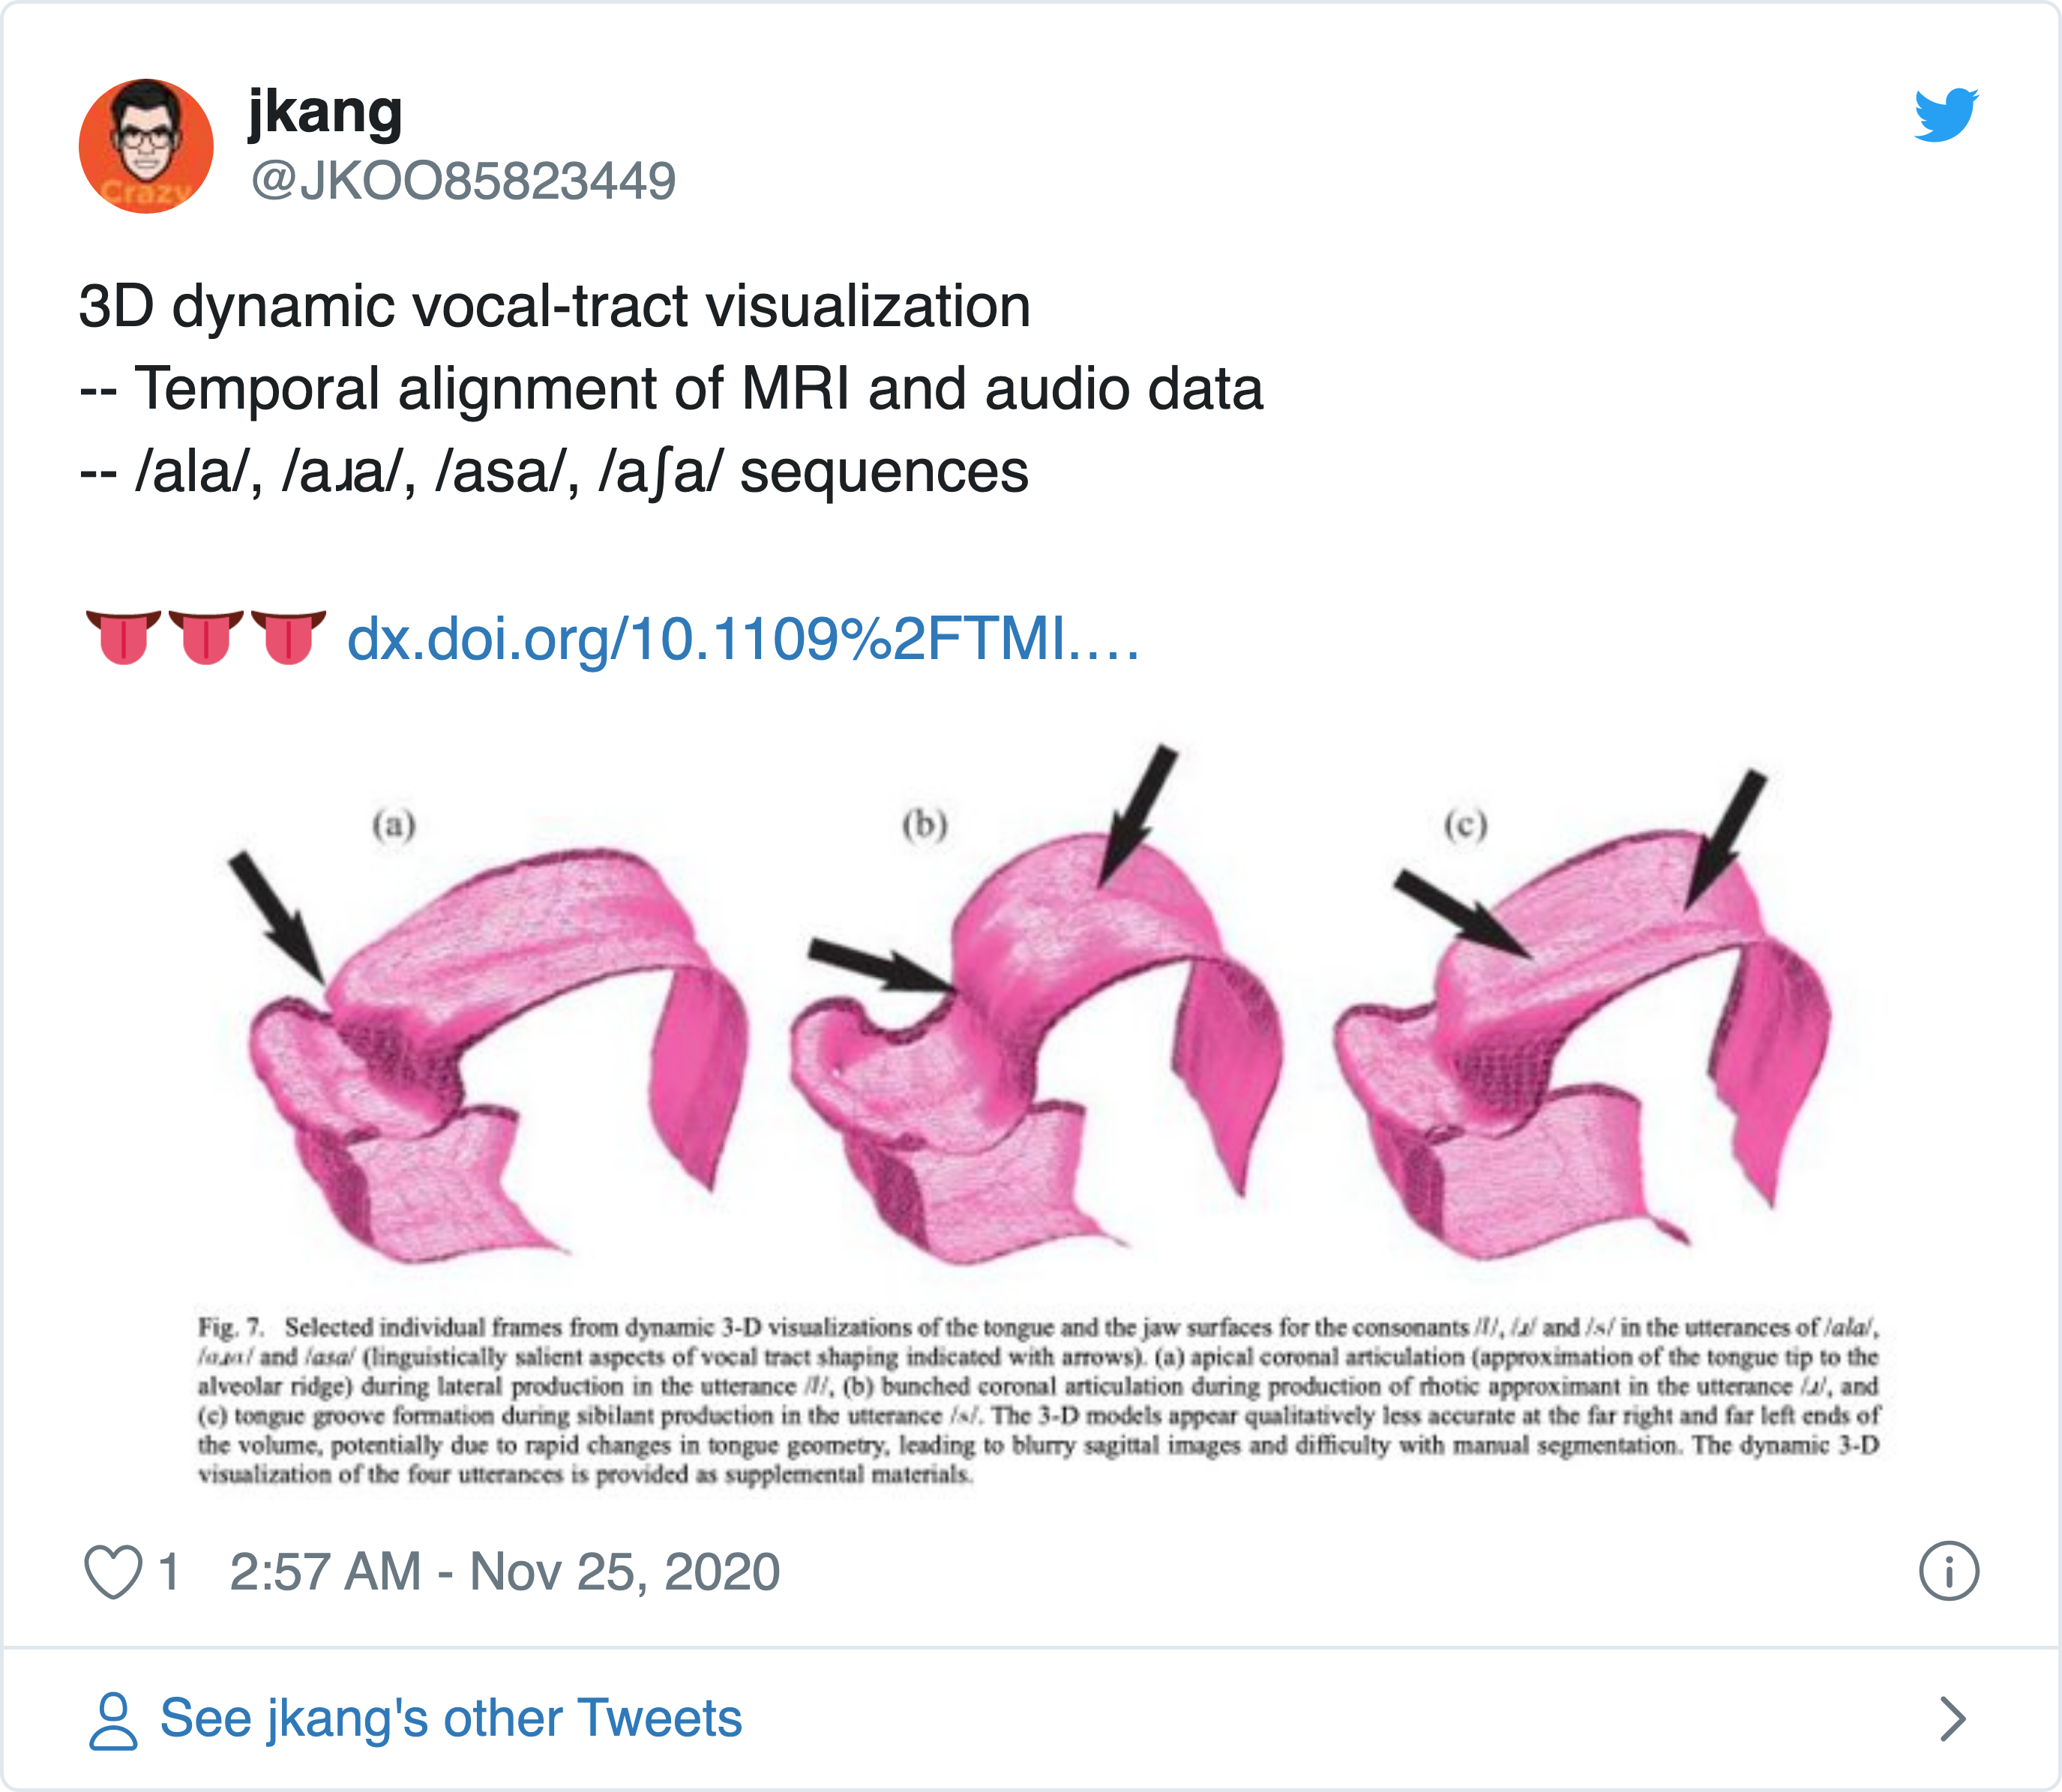 jkang
@JKOO85823449
Crazy
3D dynamic vocal-tract visualization
-- Temporal alignment of MRI and audio data
-- /ala/, /aɹa/, /asa/, /aʃa/ sequences
👅👅👅 dx.doi.org/10.1109%2FTMI.…
(a) (b) (c)
Fig. 7. Selected individual frames from dynamic 3-D visualizations of the tongue and the jaw surfaces for the consonants /l/, /ɹ/ and /s/ in the utterances of /ala/,
/aɹa/ and /asa/ (linguistically salient aspects of vocal tract shaping indicated with arrows). (a) apical coronal articulation (approximation of the tongue tip to the
alveolar ridge) during lateral production in the utterance /l/, (b) bunched coronal articulation during production of rhotic approximant in the utterance /ɹ/, and
(c) tongue groove formation during sibilant production in the utterance /s/. The 3-D models appear qualitatively less accurate at the far right and far left ends of
the volume, potentially due to rapid changes in tongue geometry, leading to blurry sagittal images and difficulty with manual segmentation. The dynamic 3-D
visualization of the four utterances is provided as supplemental materials.
1 2:57 AM - Nov 25, 2020
See jkang's other Tweets